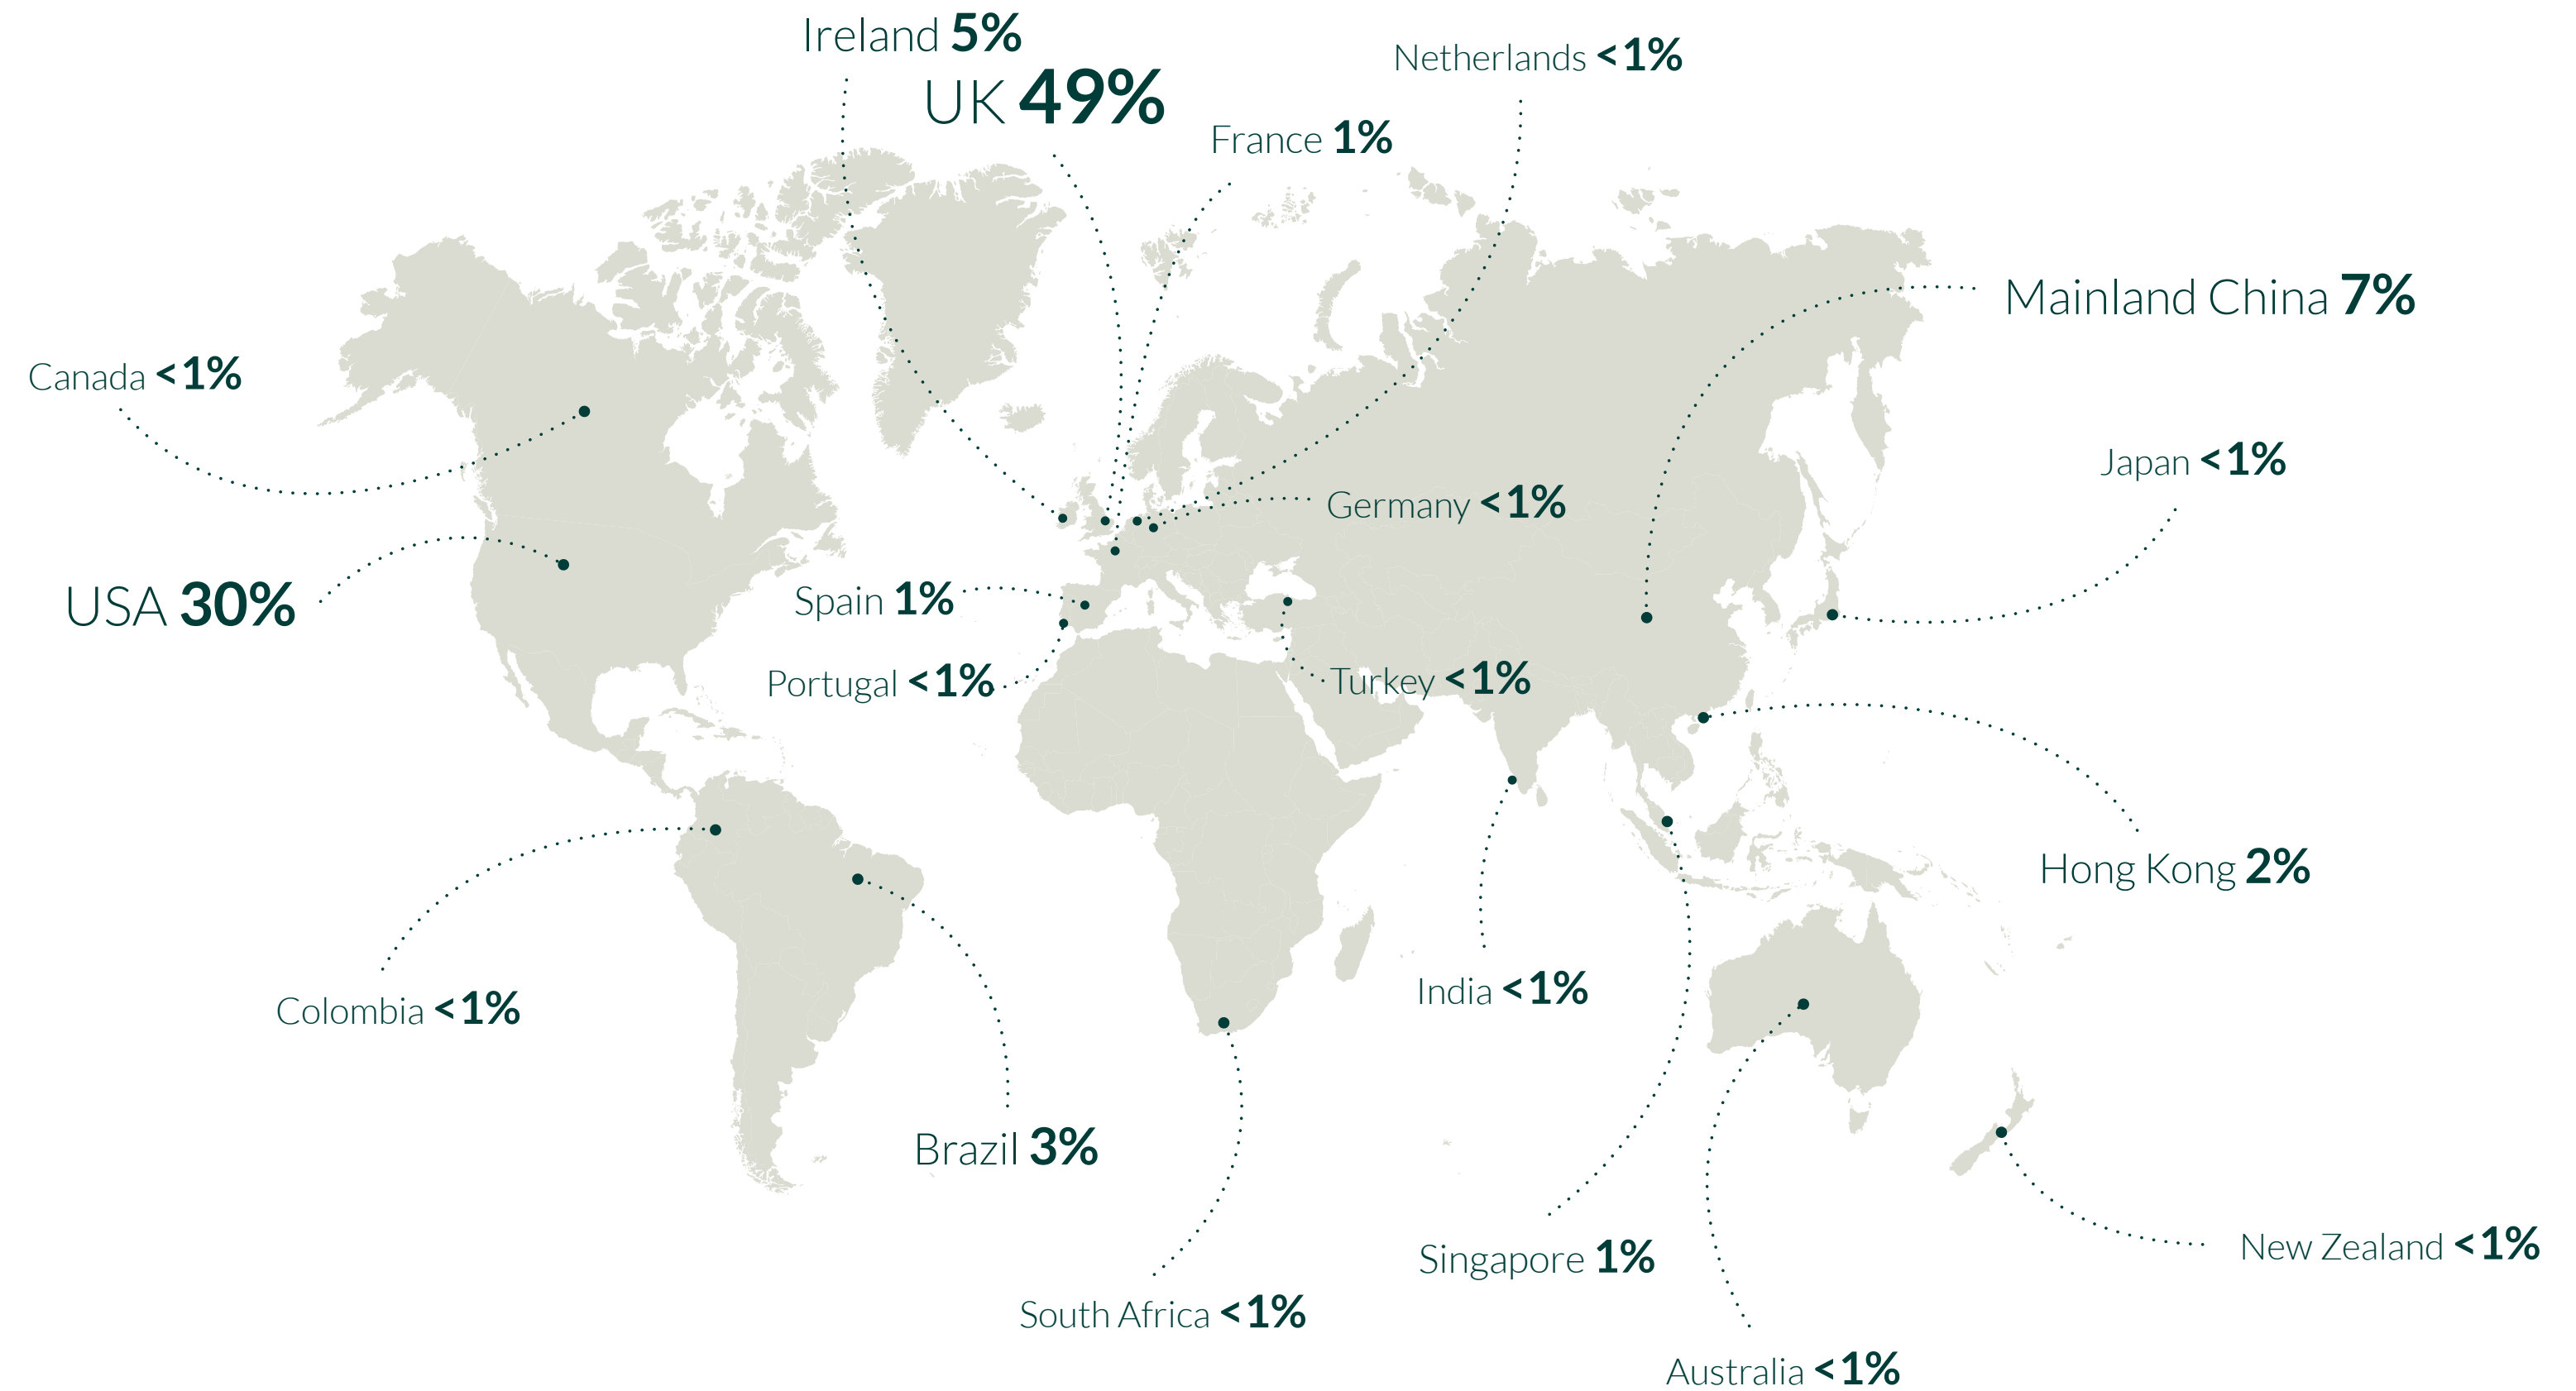 Ireland 5%
Netherlands <1%
UK 49%
France 1%
Mainland China 7%
Canada <1%
Japan <1%
Germany <1%
USA 30%
Spain 1%
Portugal <1%
Turkey <1%
Hong Kong 2%
India <1%
Colombia <1%
Brazil 3%
New Zealand <1%
Singapore 1%
South Africa <1%
Australia <1%